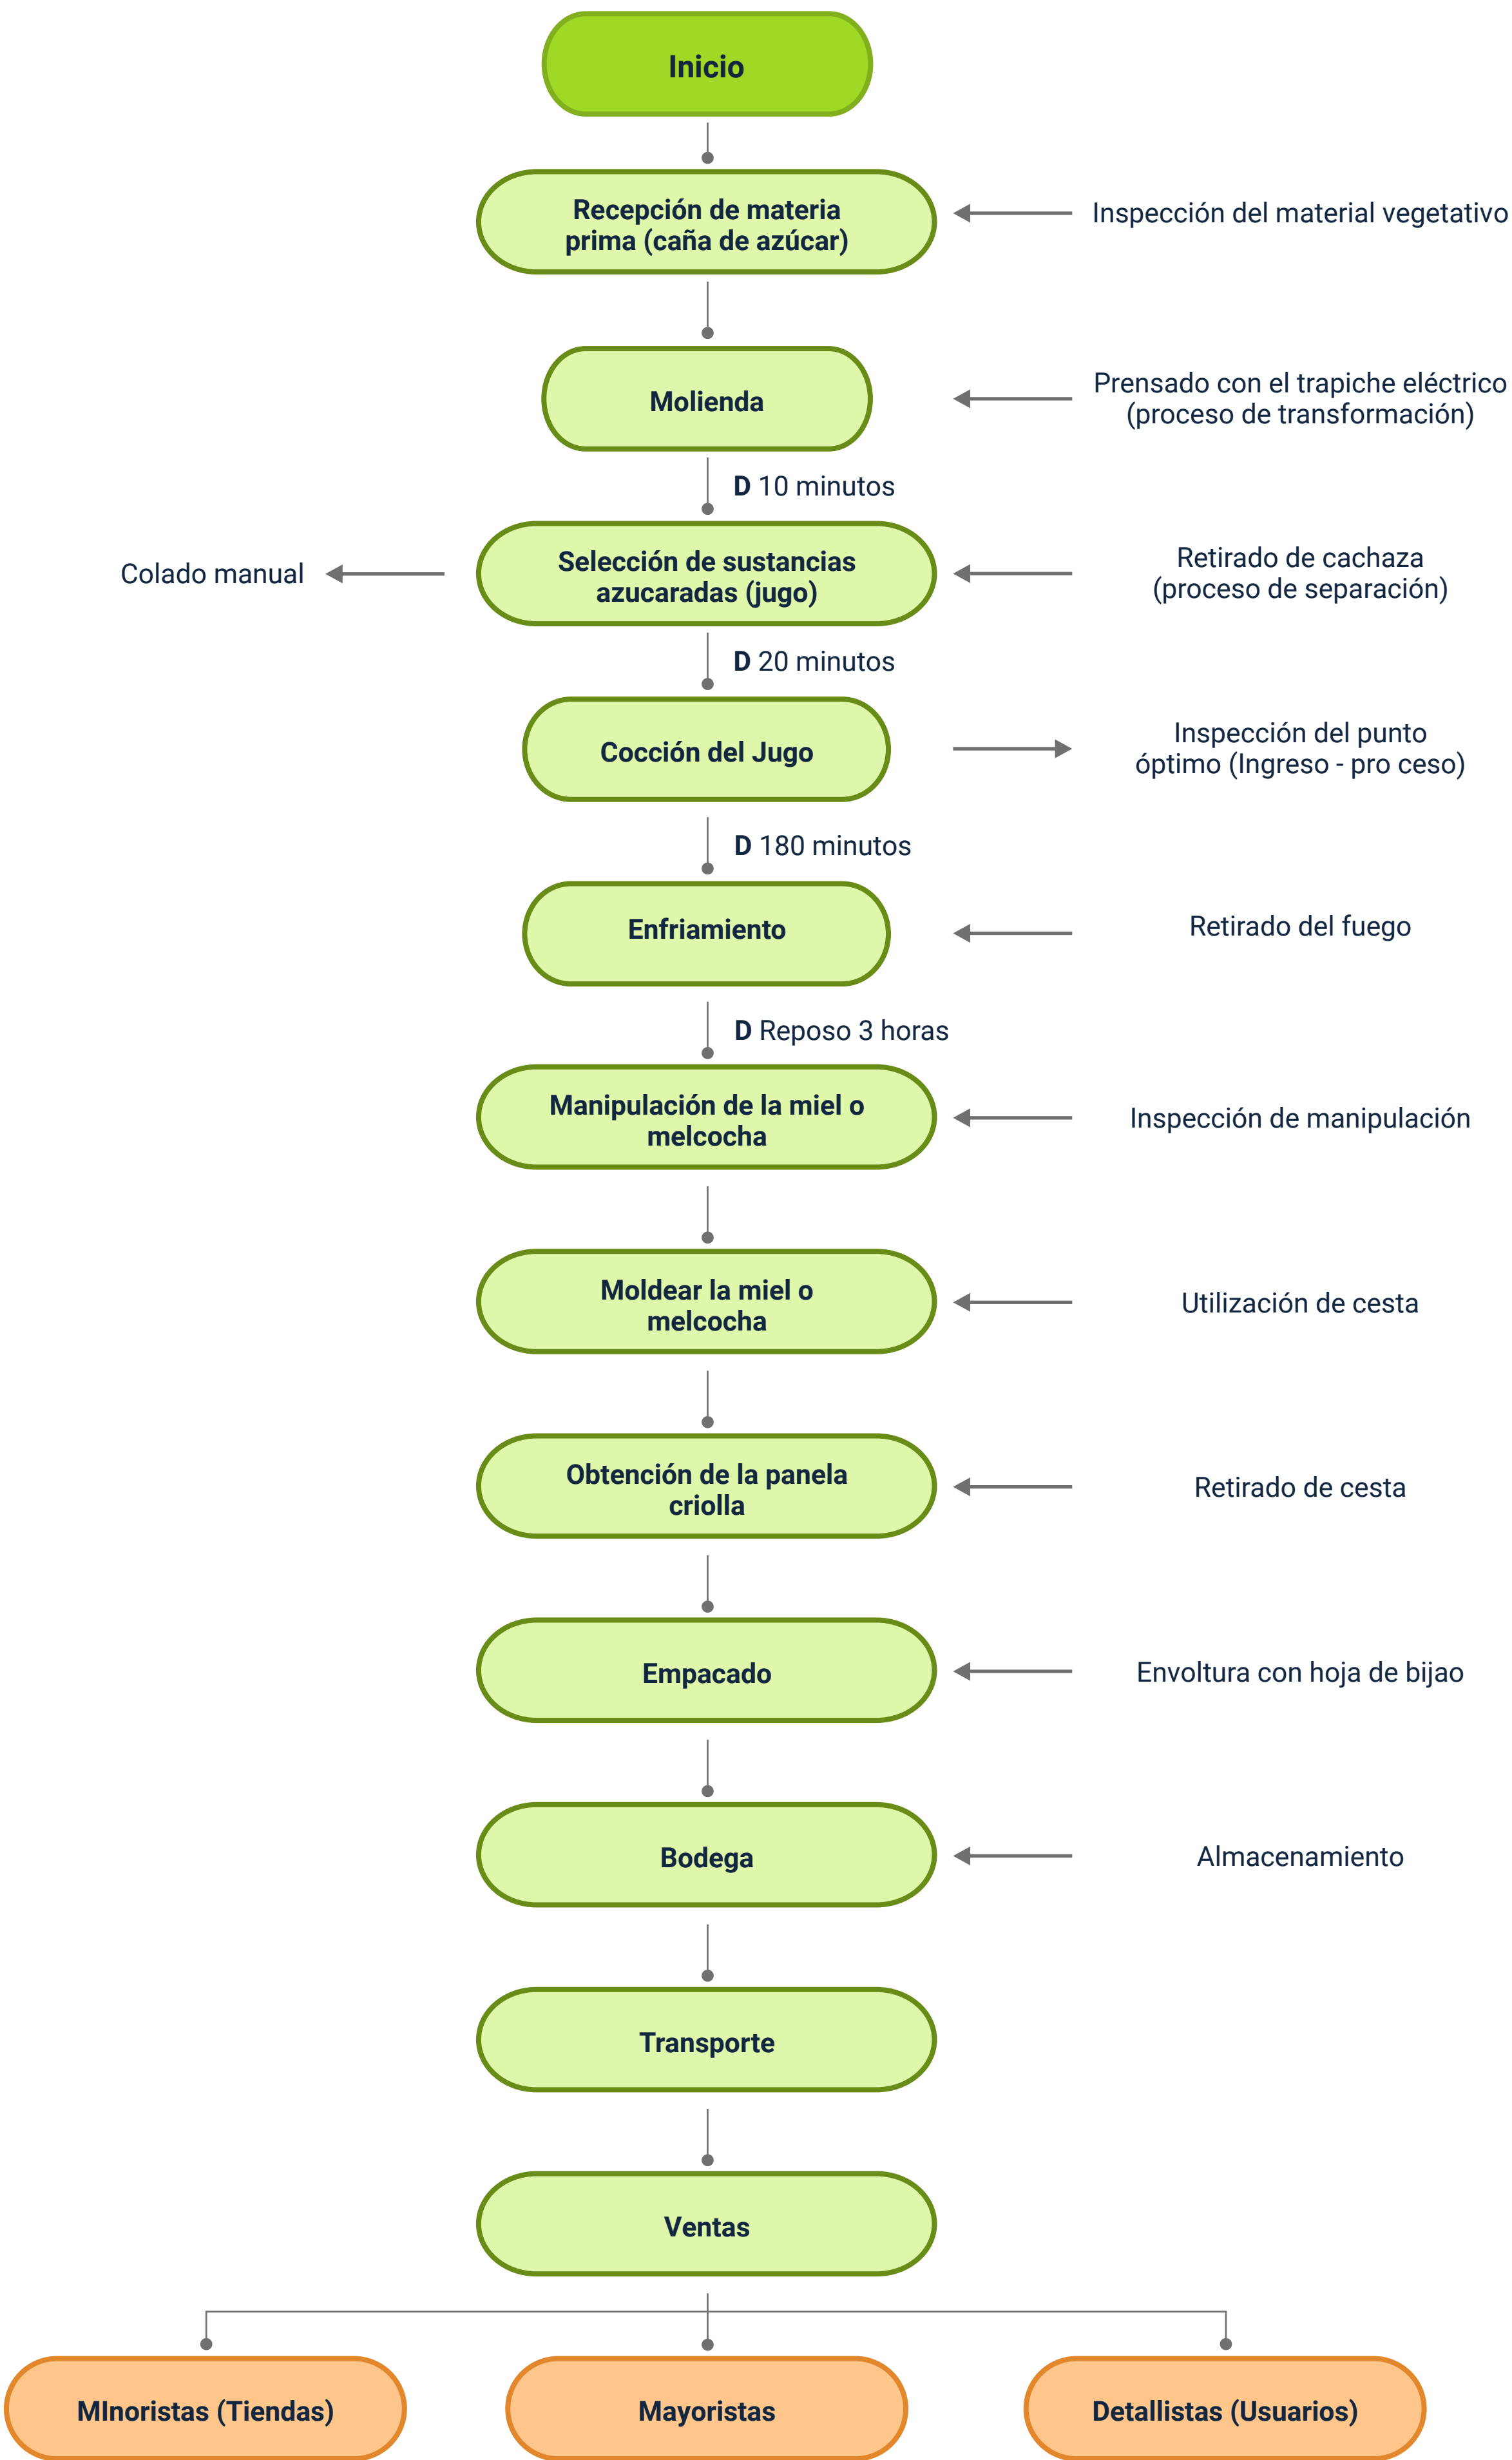 Inicio
Recepción de materia
prima (caña de azúcar)
Inspección del material vegetativo
Molienda
Prensado con el trapiche eléctrico
(proceso de transformación)
D 10 minutos
Colado manual
Selección de sustancias
azucaradas (jugo)
Retirado de cachaza
(proceso de separación)
D 20 minutos
Cocción del Jugo
Inspección del punto
óptimo (Ingreso - pro ceso)
D 180 minutos
Enfriamiento
Retirado del fuego
D Reposo 3 horas
Manipulación de la miel o
melcocha
Inspección de manipulación
Moldear la miel o
melcocha
Utilización de cesta
Obtención de la panela
criolla
Retirado de cesta
Empacado
Envoltura con hoja de bijao
Bodega
Almacenamiento
Transporte
Ventas
MInoristas (Tiendas)
Mayoristas
Detallistas (Usuarios)